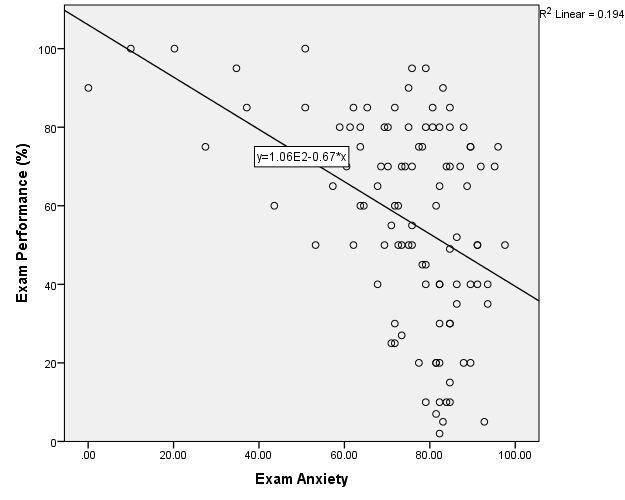 R² Linear = 0.194
100
80
60
40
20
0
Exam Performance (%)
y=1.06E2-0.67*x
.00 20.00 40.00 60.00 80.00 100.00
Exam Anxiety